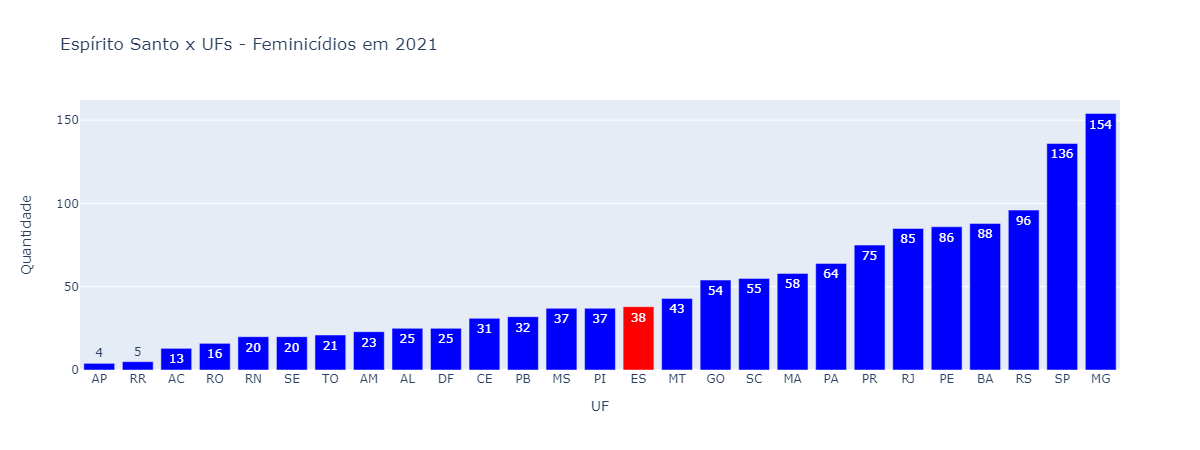 Espírito Santo x UFs - Feminicídios em 2021
Quantidade
150
100
50
0
4 5 13 16 20 20 21 23 25 25 31 32 37 37 38 43 54 55 58 64 75 85 86 88 96 136 154
AP RR AC RO RN SE TO AM AL DF CE PB MS PI ES MT GO SC MA PA PR RJ PE BA RS SP MG
UF